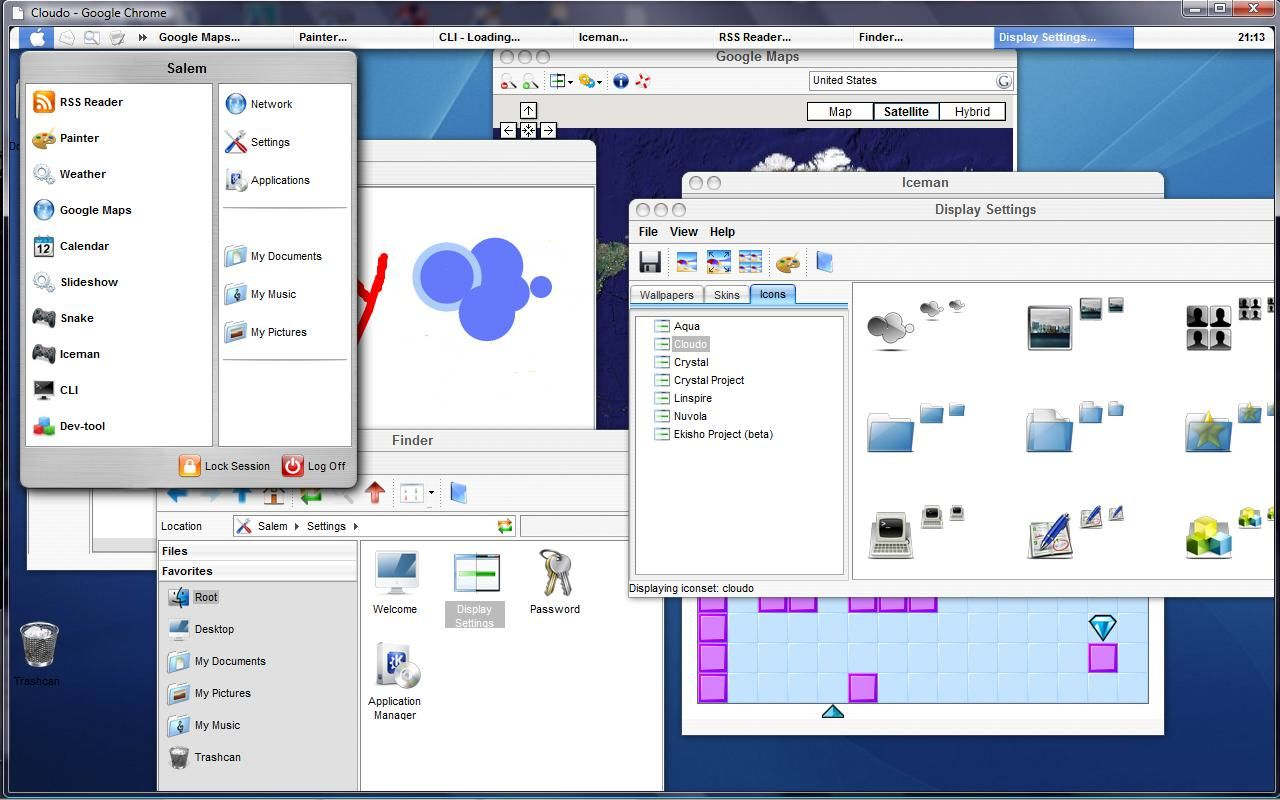 Cloudo - Google Chrome
Google Maps...
Painter...
CLI - Loading...
Iceman...
RSS Reader...
Finder...
Display Settings...
21:13
Salem
RSS Reader
Painter
Weather
Google Maps
Calendar
12
Slideshow
Snake
Iceman
CLI
Dev-tool
Network
Settings
Applications
My Documents
My Music
My Pictures
Lock Session
Log Off
Google Maps
United States
G
Map
Satellite
Hybrid
Iceman
Display Settings
File View Help
Wallpapers
Skins
Icons
Aqua
Cloudo
Crystal
Crystal Project
Linspire
Nuvola
Ekisho Project (beta)
Displaying iconset: cloudo
Finder
Location
Salem
Settings
Files
Favorites
Root
Desktop
My Documents
My Pictures
My Music
Trashcan
Welcome
Display
Settings
Password
Application
Manager
Trashcan